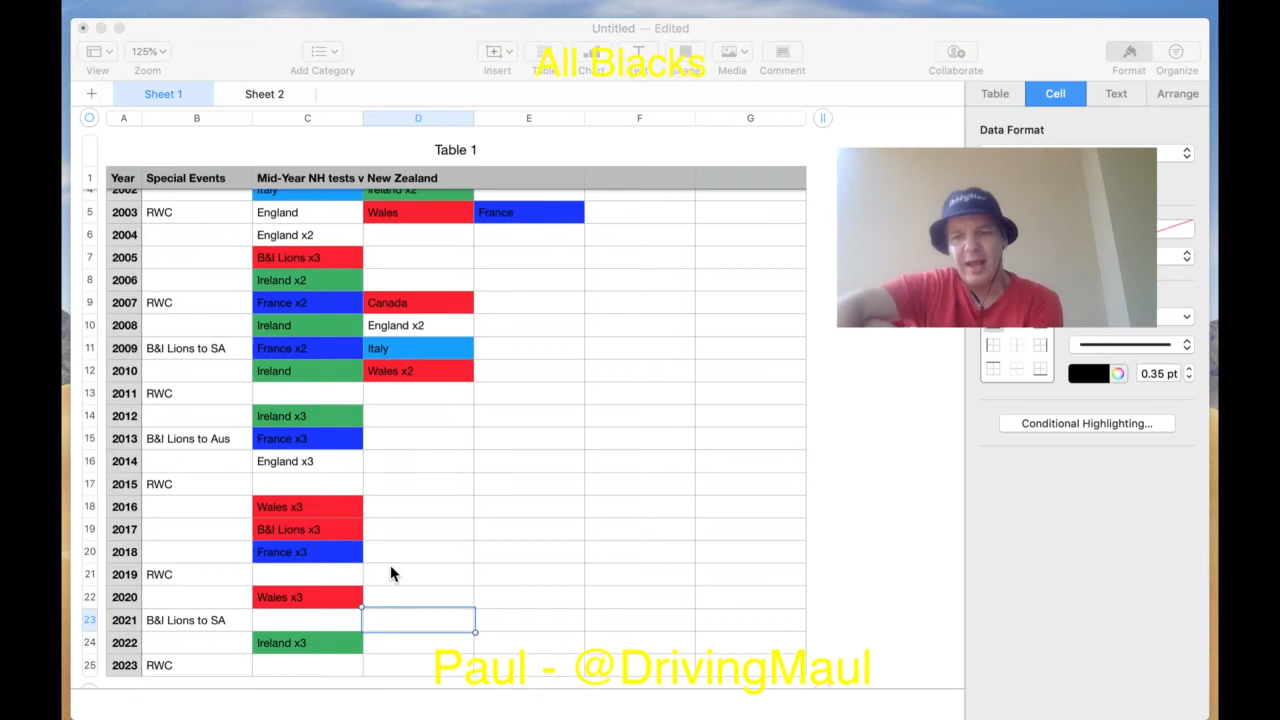 Untitled — Edited
125%
View
Zoom
Add Category
Insert
Media
Comment
Collaborate
Format
Organize
All Blacks
Sheet 1
Sheet 2
Table
Cell
Text
Arrange
A B C D E F G
Data Format
Table 1
1 Year Special Events Mid-Year NH tests v New Zealand
4 2002 Italy Ireland x2
5 2003 RWC England Wales France
6 2004 England x2
7 2005 B&I Lions x3
8 2006 Ireland x2
9 2007 RWC France x2 Canada
10 2008 Ireland England x2
11 2009 B&I Lions to SA France x2 Italy
12 2010 Ireland Wales x2
13 2011 RWC
14 2012 Ireland x3
15 2013 B&I Lions to Aus France x3
16 2014 England x3
17 2015 RWC
18 2016 Wales x3
19 2017 B&I Lions x3
20 2018 France x3
21 2019 RWC
22 2020 Wales x3
23 2021 B&I Lions to SA
24 2022 Ireland x3
25 2023 RWC
0.35 pt
Conditional Highlighting...
Paul - @DrivingMaul